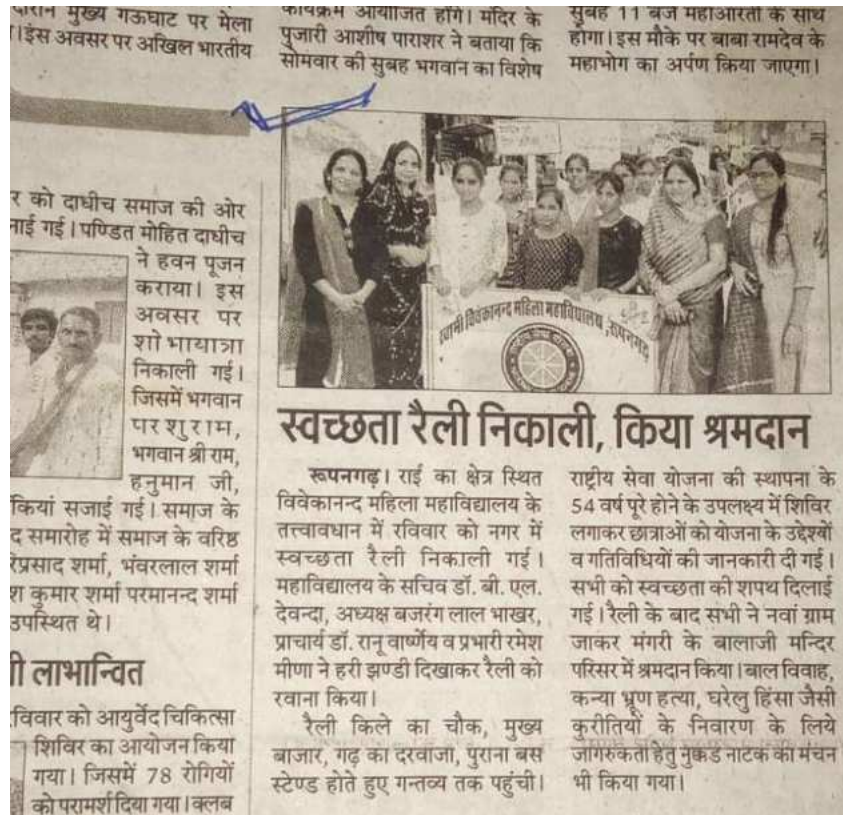 दौरान मुख्य गऊघाट पर मेला
।इस अवसर पर अखिल भारतीय
कार्यक्रम आयोजित होंगे। मंदिर के
पुजारी आशीष पाराशर ने बताया कि
सोमवार की सुबह भगवान का विशेष
सुबह 11 बजे महाआरती के साथ
होगा। इस मौके पर बाबा रामदेव के
महाभोग का अर्पण किया जाएगा।
र को दाधीच समाज की ओर
नाई गई। पण्डित मोहित दाधीच
ने हवन पूजन
कराया। इस
अवसर पर
शोभायात्रा
निकाली गई।
जिसमें भगवान
परशुराम,
भगवान श्री राम,
हनुमान जी,
कियां सजाई गई। समाज के
द समारोह में समाज के वरिष्ठ
रिप्रसाद शर्मा, भंवरलाल शर्मा
श कुमार शर्मा परमानन्द शर्मा
उपस्थित थे।
ी लाभान्वित
विवार को आयुर्वेद चिकित्सा
शिविर का आयोजन किया
गया। जिसमें 78 रोगियों
को परामर्श दिया गया। क्लब
स्वामी विवेकानन्द महिला महाविद्यालय, रूपनगढ़
स्वच्छता रैली निकाली, किया श्रमदान
रूपनगढ़। राई का क्षेत्र स्थित
विवेकानन्द महिला महाविद्यालय के
तत्त्वावधान में रविवार को नगर में
स्वच्छता रैली निकाली गई।
महाविद्यालय के सचिव डॉ. बी. एल.
देवन्दा, अध्यक्ष बजरंग लाल भाखर,
प्राचार्य डॉ. रानू वार्ष्णेय व प्रभारी रमेश
मीणा ने हरी झण्डी दिखाकर रैली को
रवाना किया।
रैली किले का चौक, मुख्य
बाजार, गढ़ का दरवाजा, पुराना बस
स्टेण्ड होते हुए गन्तव्य तक पहुंची।
राष्ट्रीय सेवा योजना की स्थापना के
54 वर्ष पूरे होने के उपलक्ष्य में शिविर
लगाकर छात्राओं को योजना के उद्देश्यों
व गतिविधियों की जानकारी दी गई।
सभी को स्वच्छता की शपथ दिलाई
गई। रैली के बाद सभी ने नवां ग्राम
जाकर मंगरी के बालाजी मन्दिर
परिसर में श्रमदान किया। बाल विवाह,
कन्या भ्रूण हत्या, घरेलु हिंसा जैसी
कुरीतियों के निवारण के लिये
जागरुकता हेतु नुक्कड नाटक का मंचन
भी किया गया।